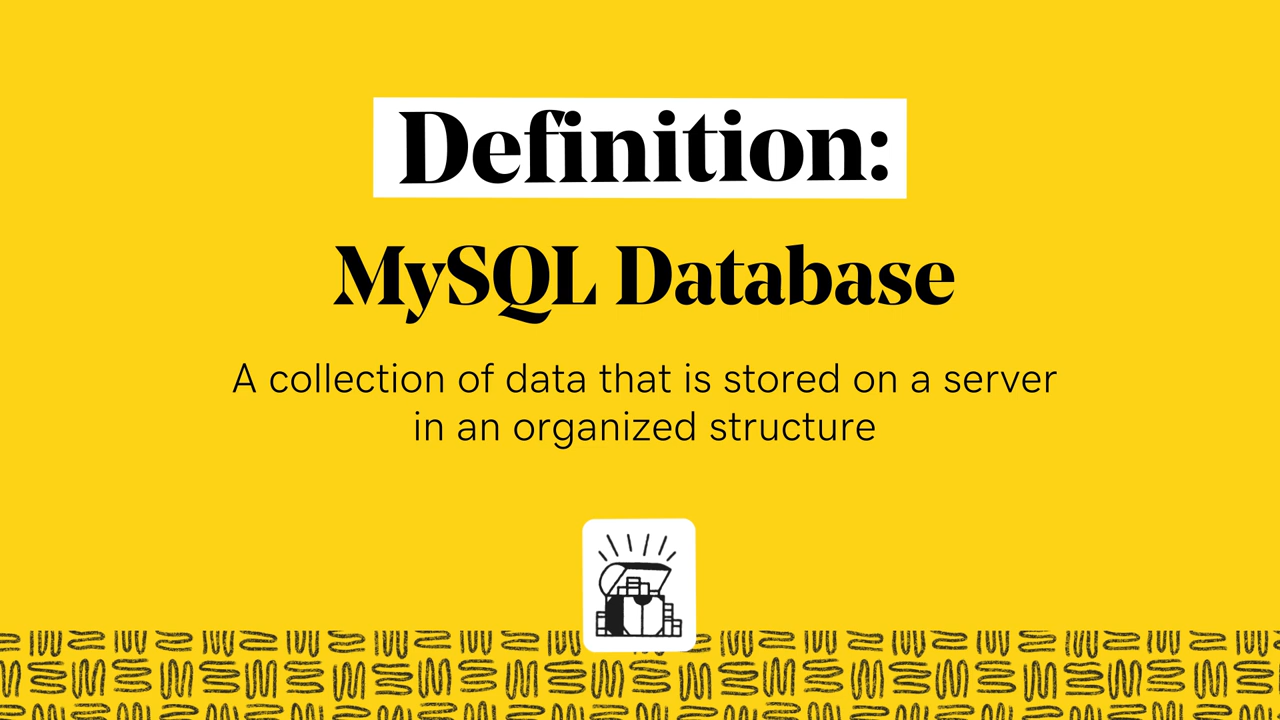 Definition:
MySQL Database
A collection of data that is stored on a server
in an organized structure